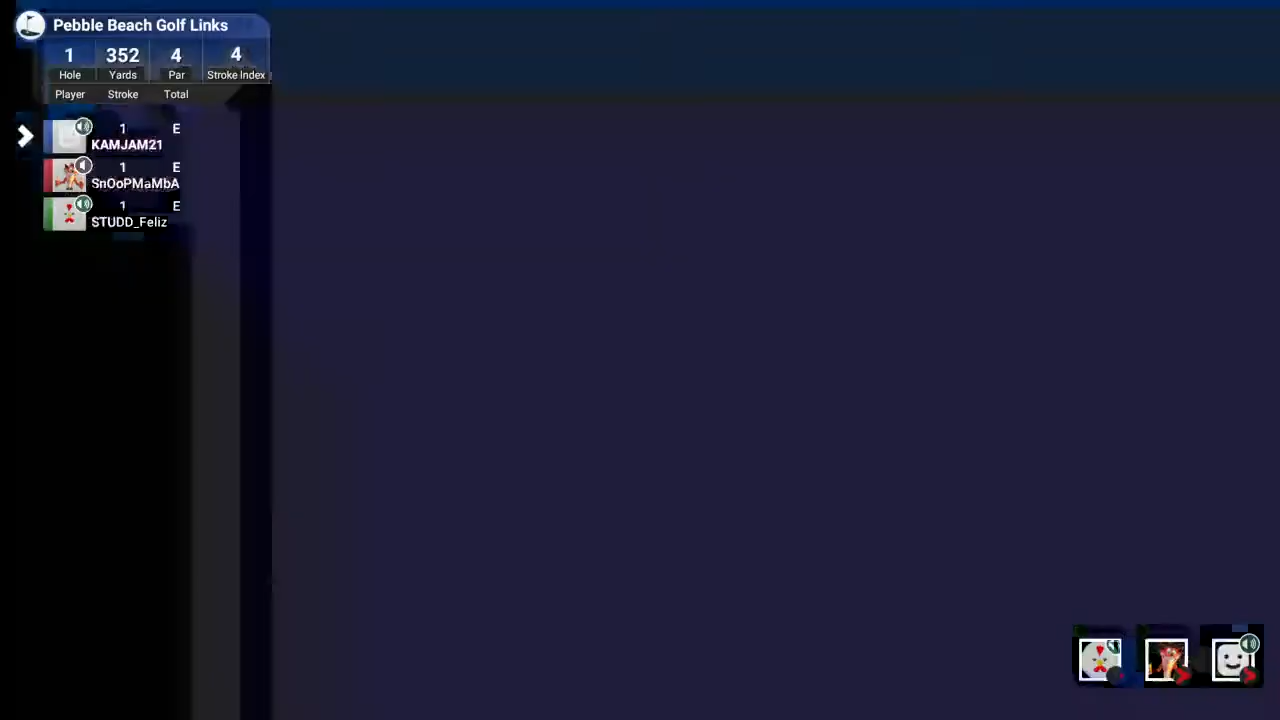 Pebble Beach Golf Links
1 352 4 4
Hole Yards Par Stroke Index
Player Stroke Total
1 E
KAMJAM21
1 E
SnOoPMaMbA
1 E
STUDD_Feliz